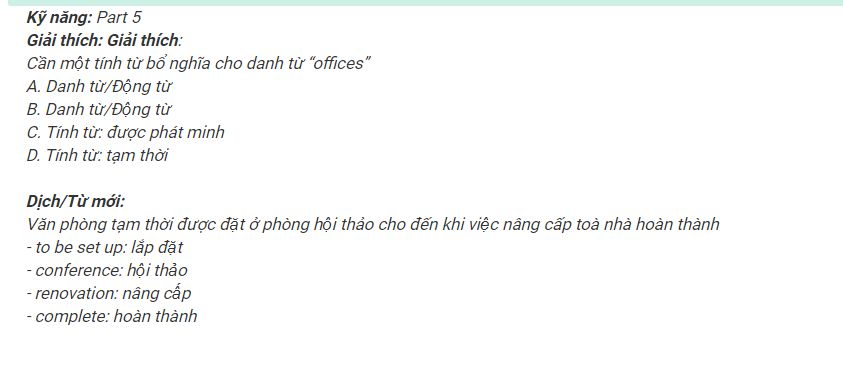 Kỹ năng: Part 5
Giải thích: Giải thích:
Cần một tính từ bổ nghĩa cho danh từ “offices”
A. Danh từ/Động từ
B. Danh từ/Động từ
C. Tính từ: được phát minh
D. Tính từ: tạm thời
Dịch/Từ mới:
Văn phòng tạm thời được đặt ở phòng hội thảo cho đến khi việc nâng cấp toà nhà hoàn thành
- to be set up: lắp đặt
- conference: hội thảo
- renovation: nâng cấp
- complete: hoàn thành